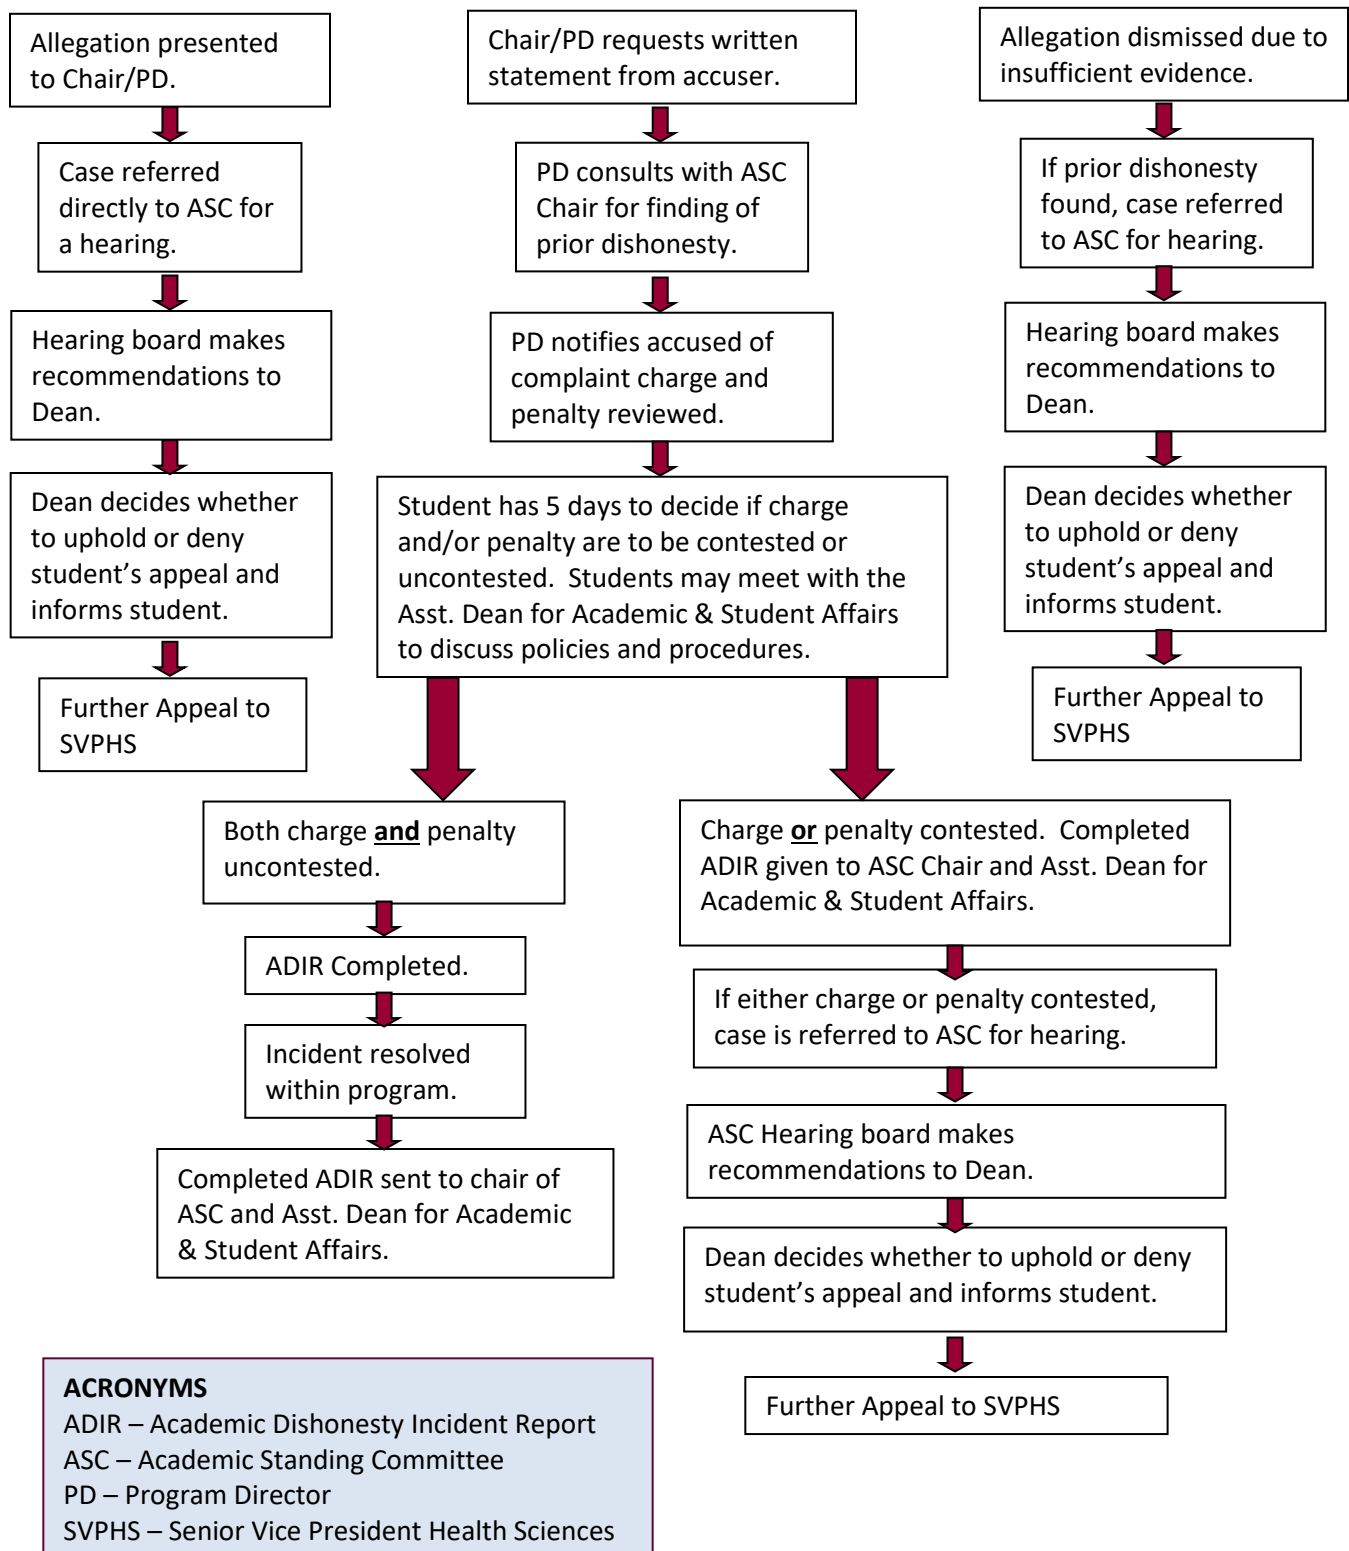 Allegation presented
to Chair/PD.
Case referred
directly to ASC for
a hearing.
Hearing board makes
recommendations to
Dean.
Dean decides whether
to uphold or deny
student’s appeal and
informs student.
Further Appeal to
SVPHS
Chair/PD requests written
statement from accuser.
PD consults with ASC
Chair for finding of
prior dishonesty.
PD notifies accused of
complaint charge and
penalty reviewed.
Student has 5 days to decide if charge
and/or penalty are to be contested or
uncontested.  Students may meet with the
Asst. Dean for Academic & Student Affairs
to discuss policies and procedures.
Allegation dismissed due to
insufficient evidence.
If prior dishonesty
found, case referred
to ASC for hearing.
Hearing board makes
recommendations to
Dean.
Dean decides whether
to uphold or deny
student’s appeal and
informs student.
Further Appeal to
SVPHS
Both charge and penalty
uncontested.
ADIR Completed.
Incident resolved
within program.
Completed ADIR sent to chair of
ASC and Asst. Dean for Academic
& Student Affairs.
Charge or penalty contested.  Completed
ADIR given to ASC Chair and Asst. Dean for
Academic & Student Affairs.
If either charge or penalty contested,
case is referred to ASC for hearing.
ASC Hearing board makes
recommendations to Dean.
Dean decides whether to uphold or deny
student’s appeal and informs student.
Further Appeal to SVPHS
ACRONYMS
ADIR – Academic Dishonesty Incident Report
ASC – Academic Standing Committee
PD – Program Director
SVPHS – Senior Vice President Health Sciences